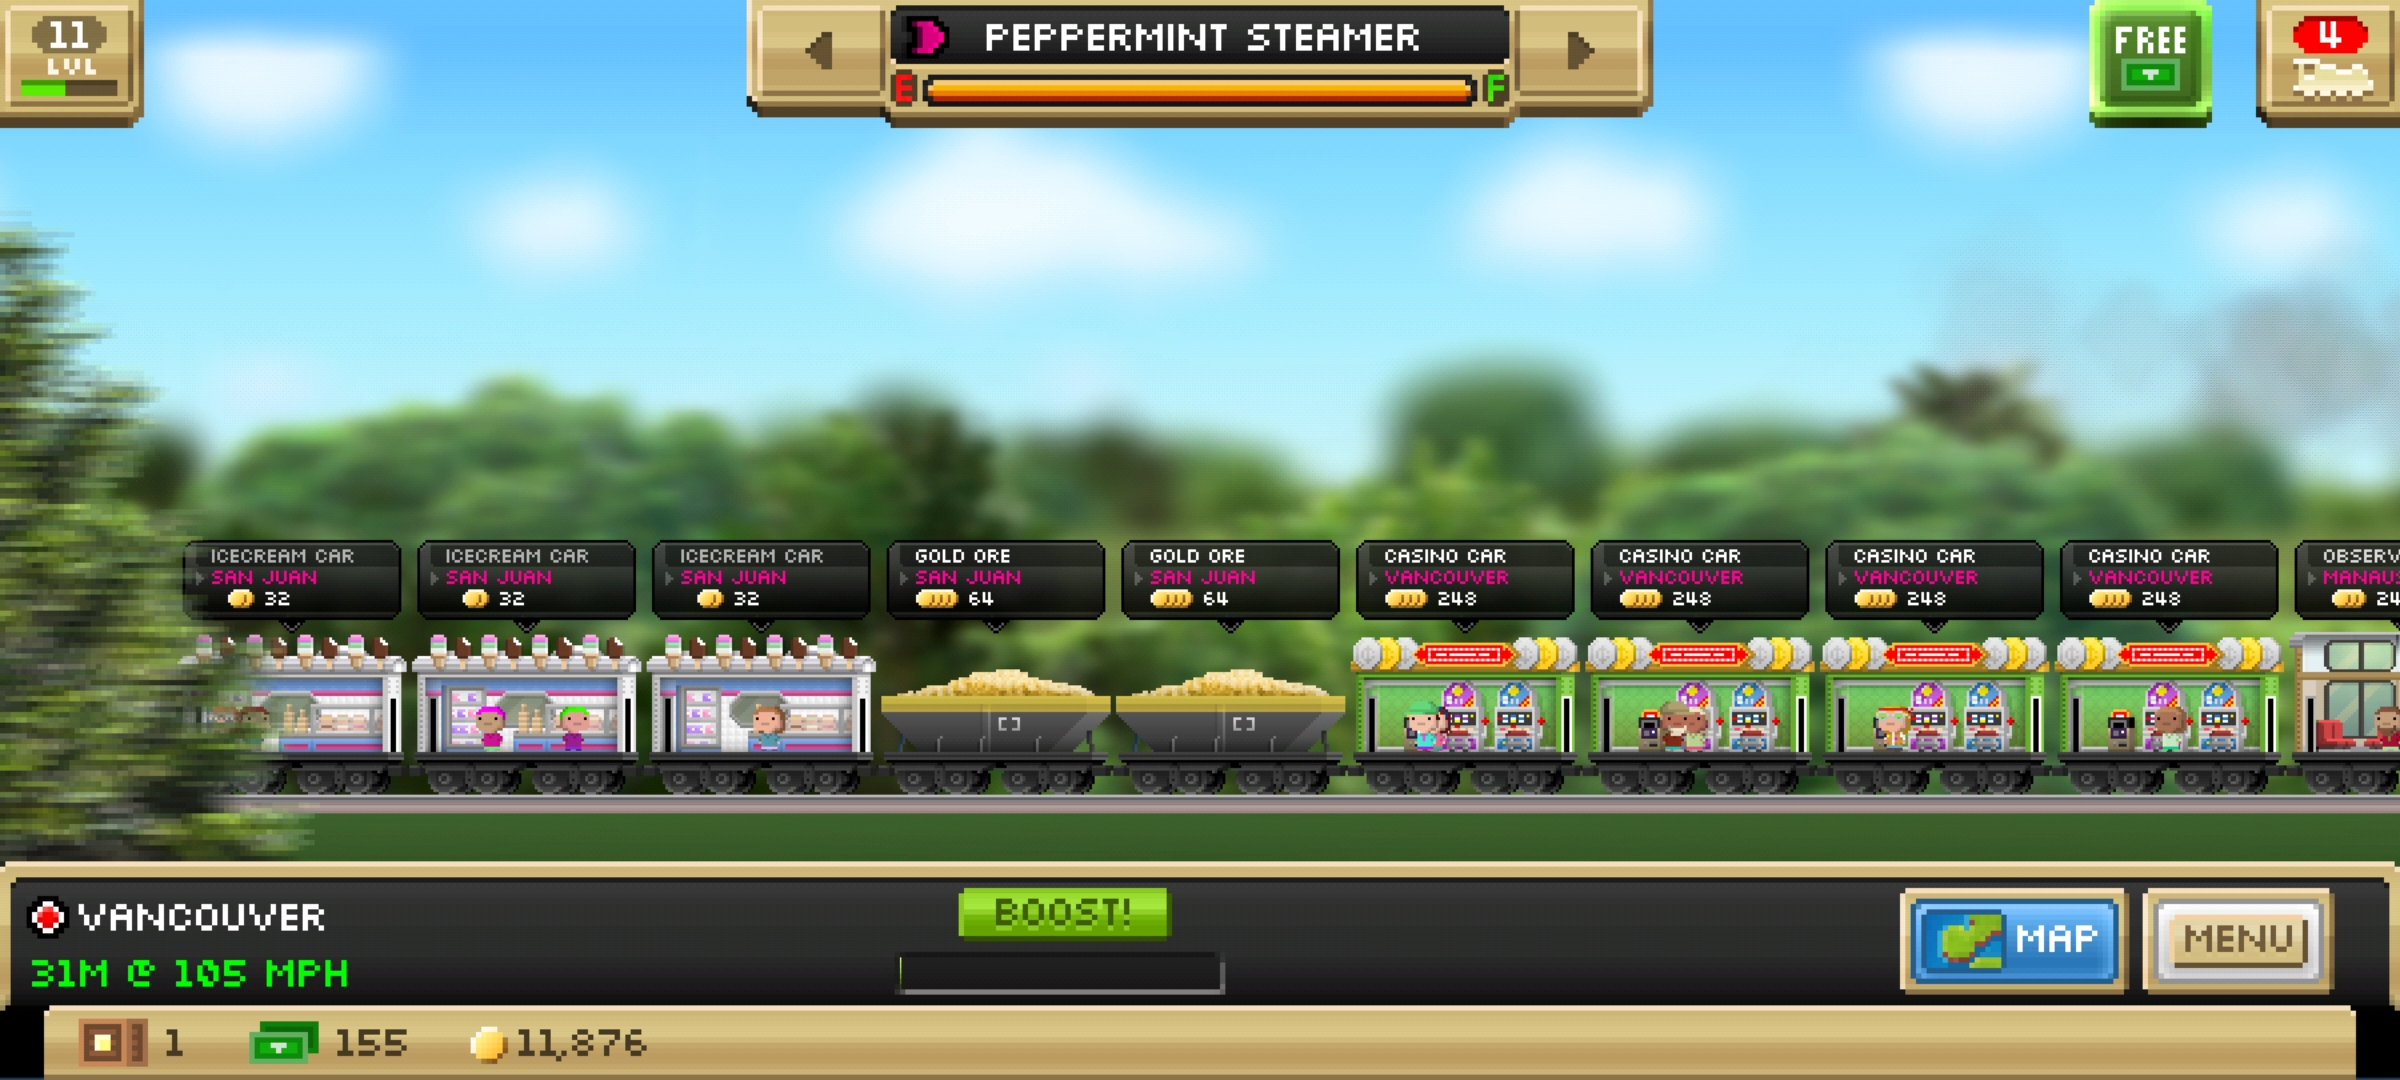 11
LVL
PEPPERMINT STEAMER
E
F
FREE
4
ICECREAM CAR
SAN JUAN
32
ICECREAM CAR
SAN JUAN
32
ICECREAM CAR
SAN JUAN
32
GOLD ORE
SAN JUAN
64
GOLD ORE
SAN JUAN
64
CASINO CAR
VANCOUVER
248
CASINO CAR
VANCOUVER
248
CASINO CAR
VANCOUVER
248
CASINO CAR
VANCOUVER
248
OBSERV
MANAUS
24
VANCOUVER
31M @ 105 MPH
BOOST!
MAP
MENU
1
155
11,876